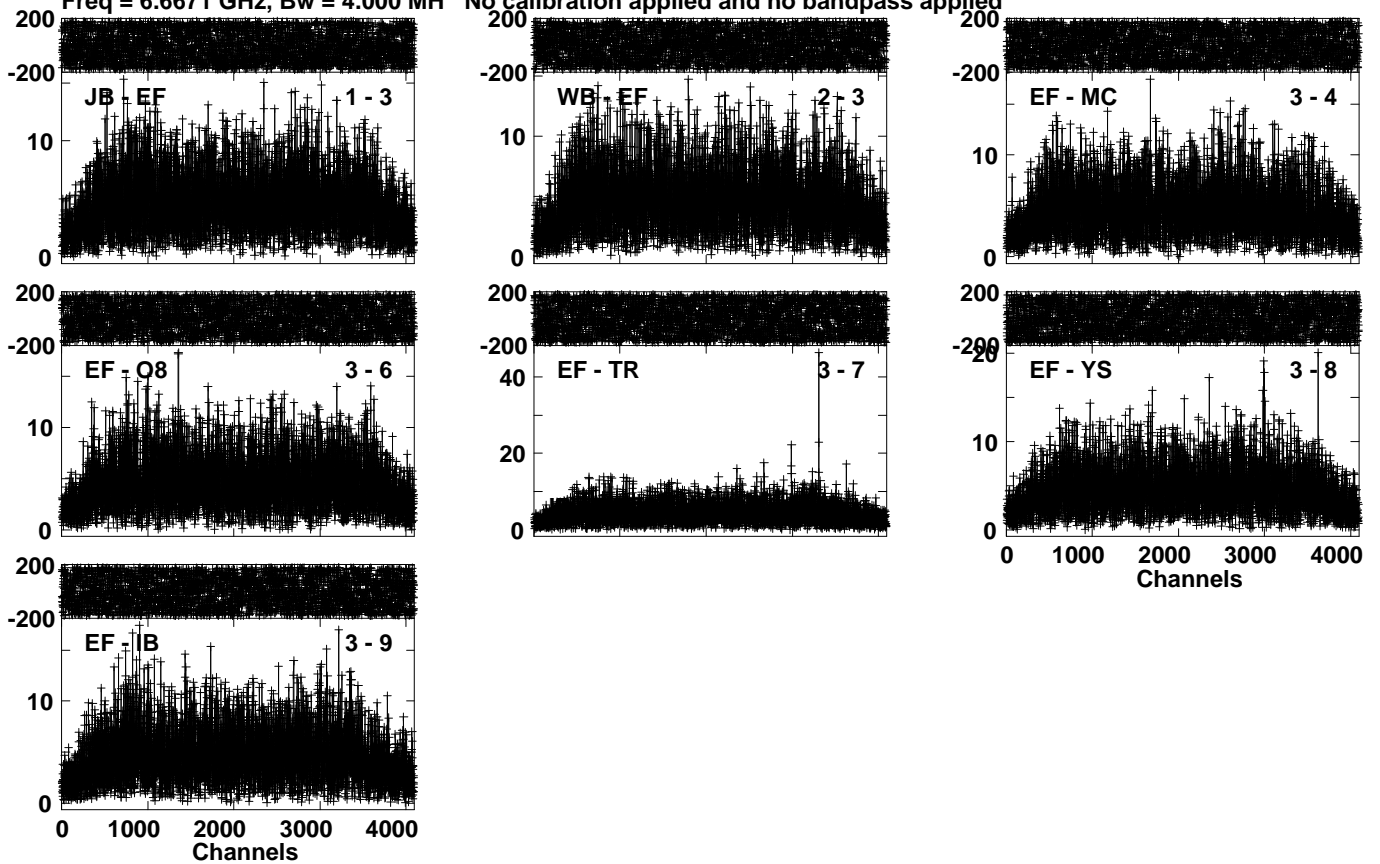 Freq = 6.6671 GHz, Bw = 4.000 MH No calibration applied and no bandpass applied
200
-200
JB - EF 1 - 3
10
0
200
-200
WB - EF 2 - 3
10
0
200
-200
EF - MC 3 - 4
10
0
200
-200
EF - O8 3 - 6
10
0
200
-200
EF - TR 3 - 7
40
20
0
200
-200
20
EF - YS 3 - 8
10
0
0 1000 2000 3000 4000
Channels
200
-200
EF - IB 3 - 9
10
0
0 1000 2000 3000 4000
Channels